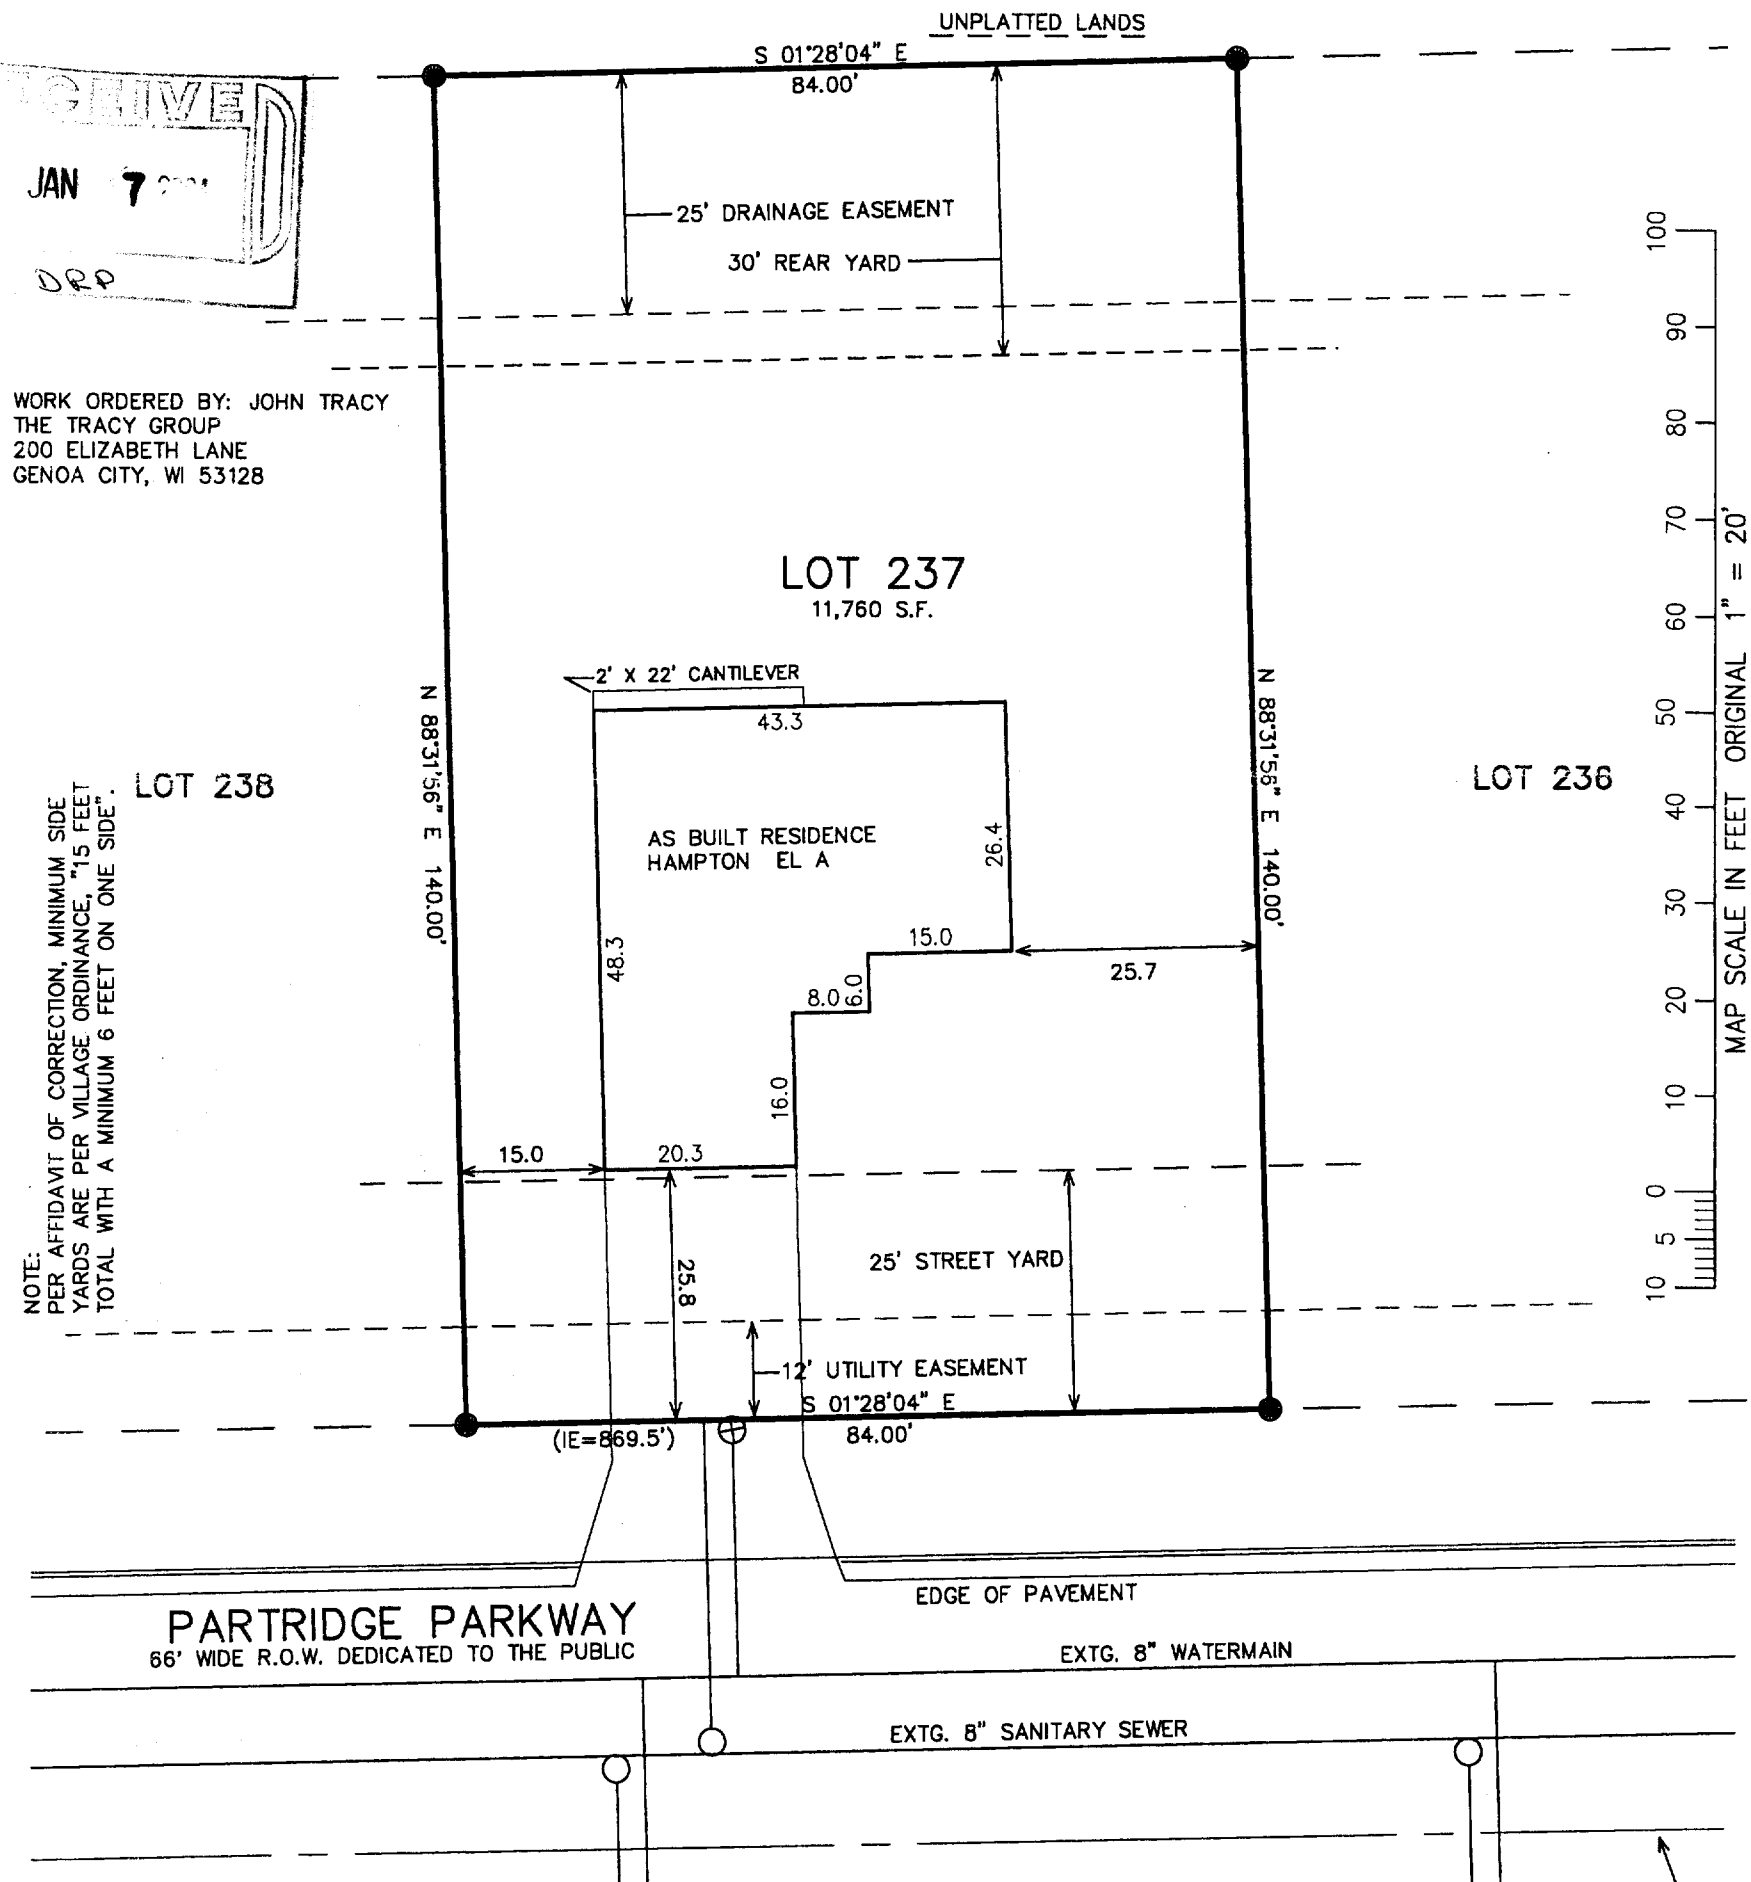 UNPLATTED LANDS
S 01°28'04" E
84.00'
JAN 7
DRP
25' DRAINAGE EASEMENT
30' REAR YARD
WORK ORDERED BY: JOHN TRACY
THE TRACY GROUP
200 ELIZABETH LANE
GENOA CITY, WI 53128
LOT 237
11,760 S.F.
2' X 22' CANTILEVER
43.3
N 88°31'56" E 140.00'
N 88°31'56" E 140.00'
LOT 238
LOT 236
AS BUILT RESIDENCE
HAMPTON EL A
26.4
48.3
15.0
25.7
8.0
6.0
16.0
15.0
20.3
25.8
25' STREET YARD
12' UTILITY EASEMENT
S 01°28'04" E
84.00'
(IE=869.5')
NOTE:
PER AFFIDAVIT OF CORRECTION, MINIMUM SIDE
YARDS ARE PER VILLAGE ORDINANCE, "15 FEET
TOTAL WITH A MINIMUM 6 FEET ON ONE SIDE".
100
90
80
70
60
50
40
30
20
10
0
5
10
MAP SCALE IN FEET ORIGINAL 1" = 20'
EDGE OF PAVEMENT
PARTRIDGE PARKWAY
66' WIDE R.O.W. DEDICATED TO THE PUBLIC
EXTG. 8" WATERMAIN
EXTG. 8" SANITARY SEWER